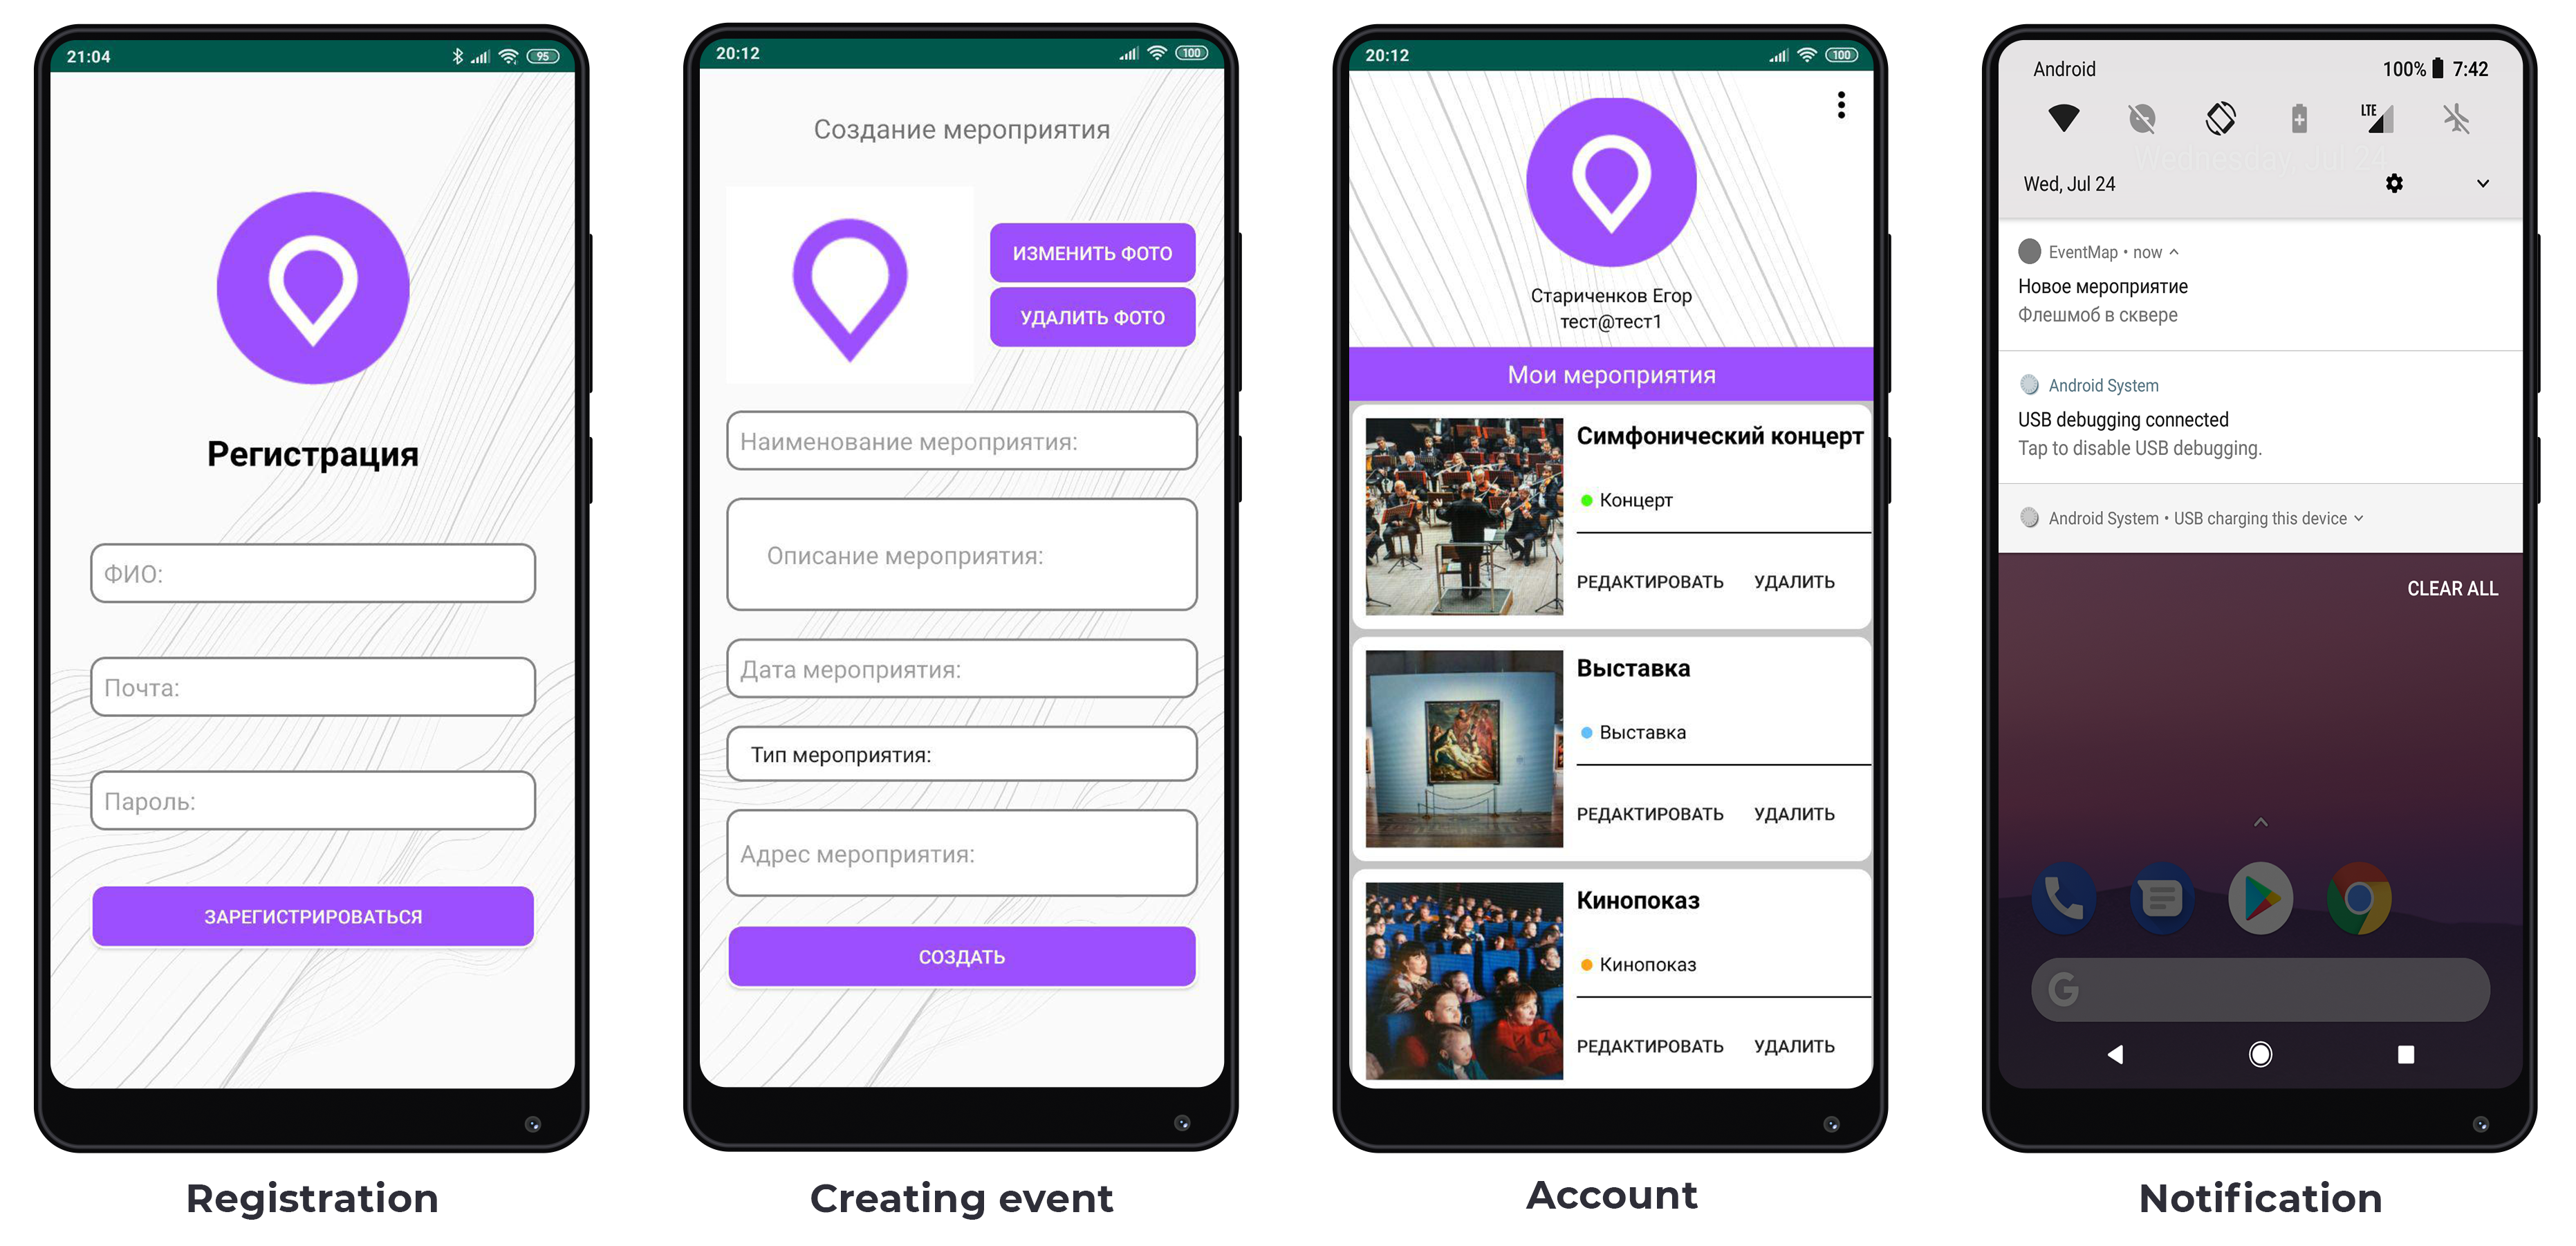 21:04
95
Регистрация
ФИО:
Почта:
Пароль:
ЗАРЕГИСТРИРОВАТЬСЯ
Registration
20:12
100
Создание мероприятия
ИЗМЕНИТЬ ФОТО
УДАЛИТЬ ФОТО
Наименование мероприятия:
Описание мероприятия:
Дата мероприятия:
Тип мероприятия:
Адрес мероприятия:
СОЗДАТЬ
Creating event
20:12
100
Стариченков Егор
тест@тест1
Мои мероприятия
Симфонический концерт
Концерт
РЕДАКТИРОВАТЬ УДАЛИТЬ
Выставка
Выставка
РЕДАКТИРОВАТЬ УДАЛИТЬ
Кинопоказ
Кинопоказ
РЕДАКТИРОВАТЬ УДАЛИТЬ
Account
Android 100% 7:42
LTE
Wednesday, Jul 24
Wed, Jul 24
EventMap • now
Новое мероприятие
Флешмоб в сквере
Android System
USB debugging connected
Tap to disable USB debugging.
Android System • USB charging this device
CLEAR ALL
G
Notification